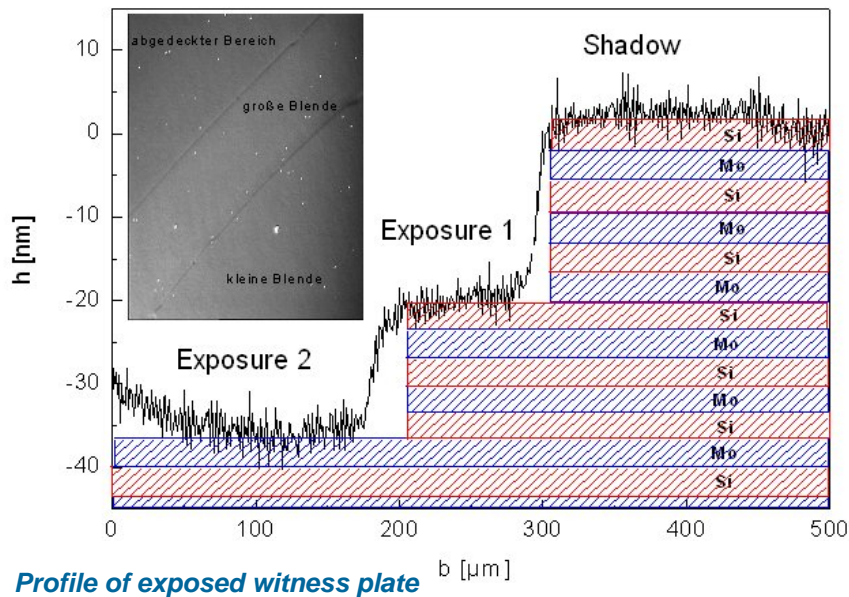 abgedeckter Bereich
große Blende
kleine Blende
Shadow
Exposure 1
Exposure 2
10
0
-10
-20
-30
-40
h [nm]
Si
Mo
Si
Mo
Si
Mo
Si
Mo
Si
Mo
Si
Mo
Si
0
100
200
300
400
500
b [µm]
Profile of exposed witness plate